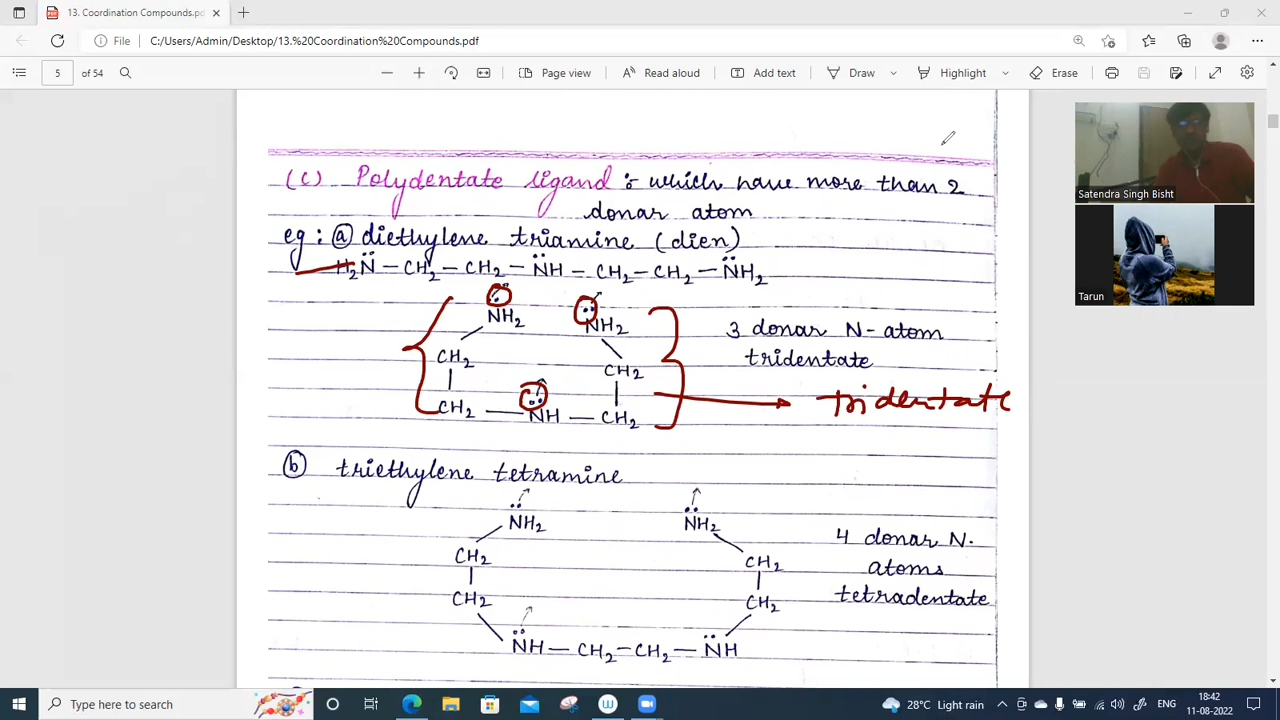 13. Coordination Compounds.pd
File C:/Users/Admin/Desktop/13.%20Coordination%20Compounds.pdf
5 of 54 Page view Read aloud Add text Draw Highlight Erase
(c) Polydentate ligand : which have more than 2
donar atom
eg : (a) diethylene triamine (dien)
H2N̈ – CH2 – CH2 – N̈H – CH2 – CH2 – N̈H2
NH2 NH2
CH2 CH2
CH2 – NH – CH2
3 donar N-atom
tridentate
tridentate
(b) triethylene tetramine
NH2 NH2
CH2 CH2
CH2 CH2
N̈H – CH2 – CH2 – N̈H
4 donar N.
atoms
tetradentate
Satendra Singh Bisht
Tarun
Type here to search
28°C Light rain
ENG
18:42
11-08-2022